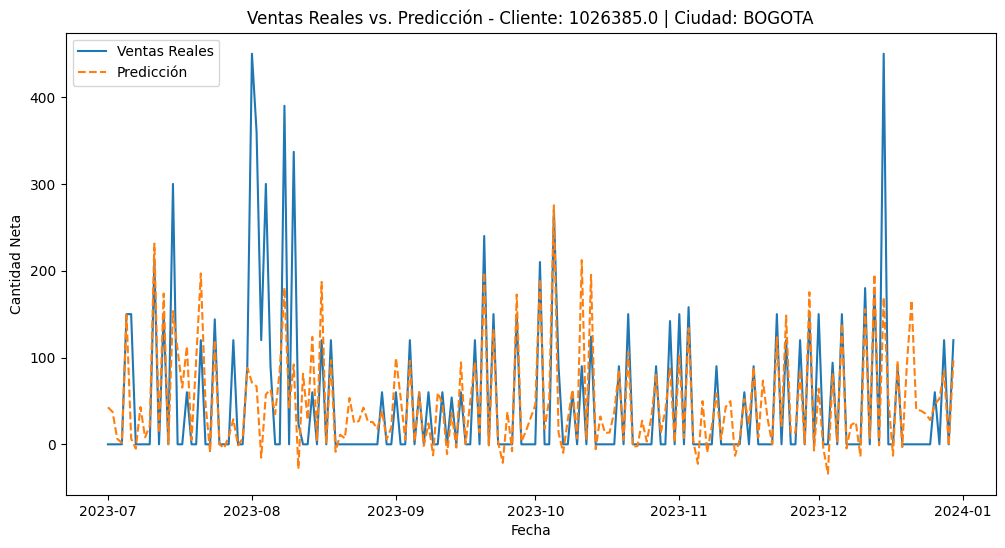 Ventas Reales vs. Predicción - Cliente: 1026385.0 | Ciudad: BOGOTA
Ventas Reales
Predicción
Cantidad Neta
400
300
200
100
0
2023-07
2023-08
2023-09
2023-10
2023-11
2023-12
2024-01
Fecha